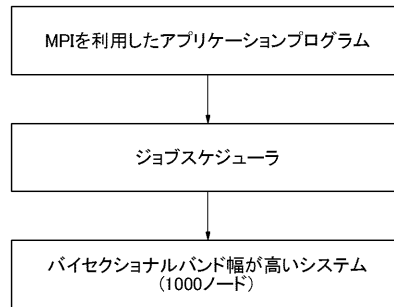 MPIを利用したアプリケーションプログラム
ジョブスケジューラ
バイセクショナルバンド幅が高いシステム
(1000ノード)